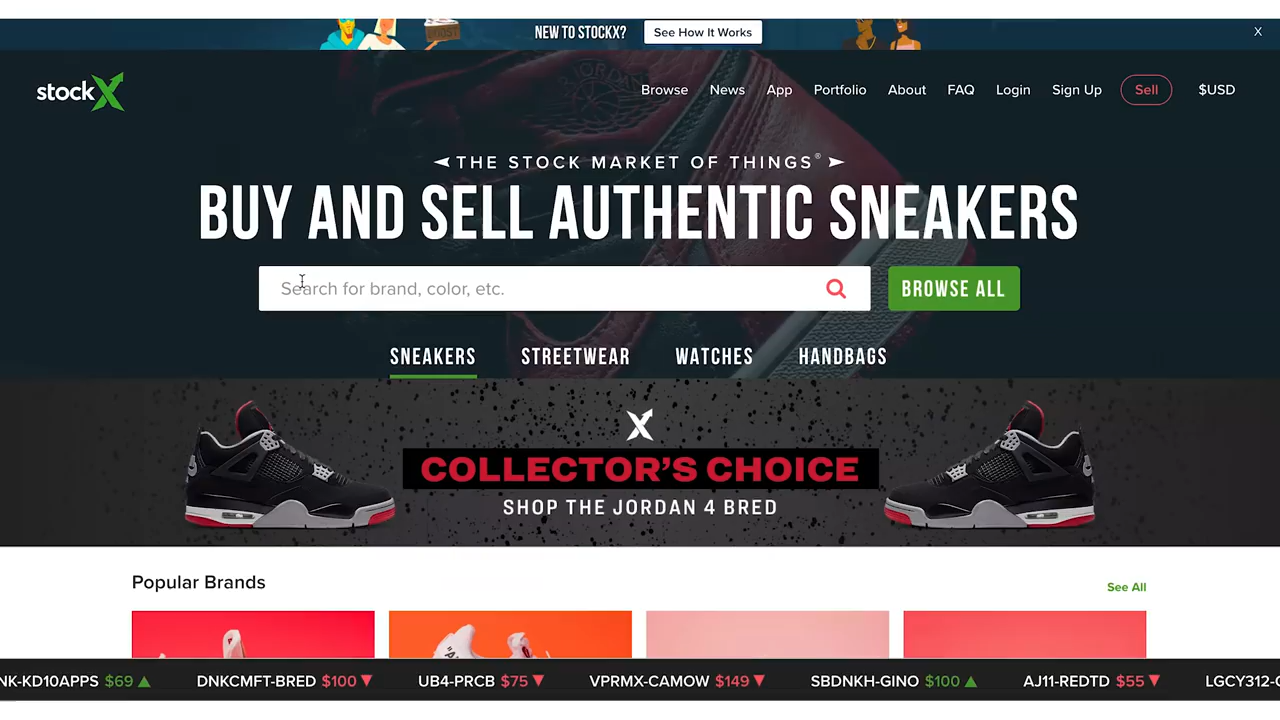 NEW TO STOCKX? See How It Works X
stockX
Browse News App Portfolio About FAQ Login Sign Up Sell $USD
THE STOCK MARKET OF THINGS®
BUY AND SELL AUTHENTIC SNEAKERS
Search for brand, color, etc.
BROWSE ALL
SNEAKERS STREETWEAR WATCHES HANDBAGS
COLLECTOR'S CHOICE
SHOP THE JORDAN 4 BRED
Popular Brands
See All
NK-KD10APPS $69 DNKCMFT-BRED $100 UB4-PRCB $75 VPRMX-CAMOW $149 SBDNKH-GINO $100 AJ11-REDTD $55 LGCY312-